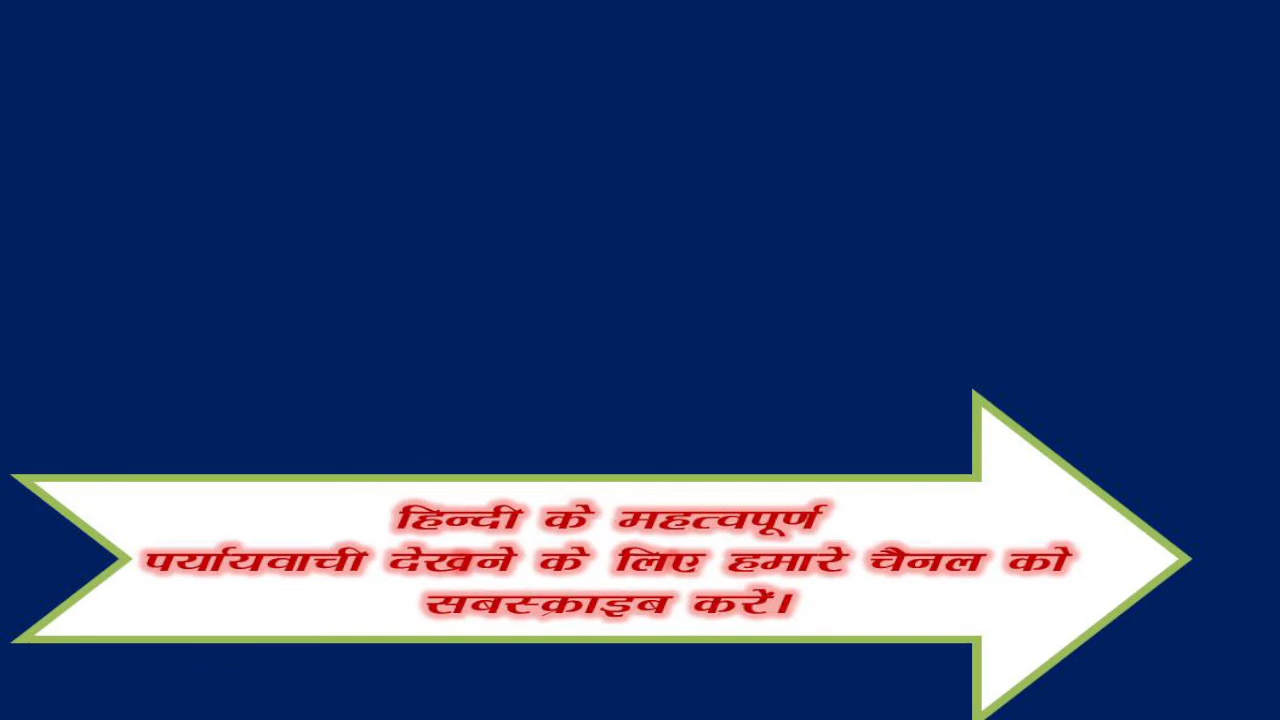 हिन्दी के महत्वपूर्ण
पर्यायवाची देखने के लिए हमारे चैनल को
सबस्क्राइब करें।